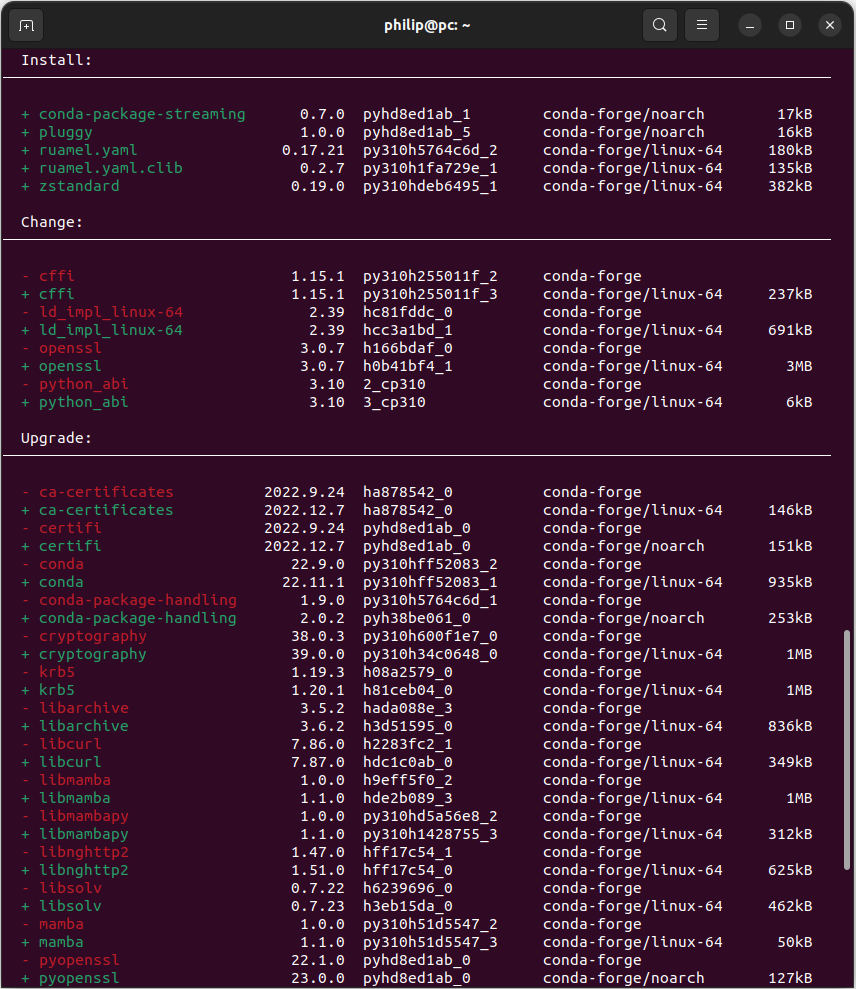 philip@pc: ~
Install:
+ conda-package-streaming 0.7.0 pyhd8ed1ab_1 conda-forge/noarch 17kB
+ pluggy 1.0.0 pyhd8ed1ab_5 conda-forge/noarch 16kB
+ ruamel.yaml 0.17.21 py310h5764c6d_2 conda-forge/linux-64 180kB
+ ruamel.yaml.clib 0.2.7 py310h1fa729e_1 conda-forge/linux-64 135kB
+ zstandard 0.19.0 py310hdeb6495_1 conda-forge/linux-64 382kB
Change:
- cffi 1.15.1 py310h255011f_2 conda-forge
+ cffi 1.15.1 py310h255011f_3 conda-forge/linux-64 237kB
- ld_impl_linux-64 2.39 hc81fddc_0 conda-forge
+ ld_impl_linux-64 2.39 hcc3a1bd_1 conda-forge/linux-64 691kB
- openssl 3.0.7 h166bdaf_0 conda-forge
+ openssl 3.0.7 h0b41bf4_1 conda-forge/linux-64 3MB
- python_abi 3.10 2_cp310 conda-forge
+ python_abi 3.10 3_cp310 conda-forge/linux-64 6kB
Upgrade:
- ca-certificates 2022.9.24 ha878542_0 conda-forge
+ ca-certificates 2022.12.7 ha878542_0 conda-forge/linux-64 146kB
- certifi 2022.9.24 pyhd8ed1ab_0 conda-forge
+ certifi 2022.12.7 pyhd8ed1ab_0 conda-forge/noarch 151kB
- conda 22.9.0 py310hff52083_2 conda-forge
+ conda 22.11.1 py310hff52083_1 conda-forge/linux-64 935kB
- conda-package-handling 1.9.0 py310h5764c6d_1 conda-forge
+ conda-package-handling 2.0.2 pyh38be061_0 conda-forge/noarch 253kB
- cryptography 38.0.3 py310h600f1e7_0 conda-forge
+ cryptography 39.0.0 py310h34c0648_0 conda-forge/linux-64 1MB
- krb5 1.19.3 h08a2579_0 conda-forge
+ krb5 1.20.1 h81ceb04_0 conda-forge/linux-64 1MB
- libarchive 3.5.2 hada088e_3 conda-forge
+ libarchive 3.6.2 h3d51595_0 conda-forge/linux-64 836kB
- libcurl 7.86.0 h2283fc2_1 conda-forge
+ libcurl 7.87.0 hdc1c0ab_0 conda-forge/linux-64 349kB
- libmamba 1.0.0 h9eff5f0_2 conda-forge
+ libmamba 1.1.0 hde2b089_3 conda-forge/linux-64 1MB
- libmambapy 1.0.0 py310hd5a56e8_2 conda-forge
+ libmambapy 1.1.0 py310h1428755_3 conda-forge/linux-64 312kB
- libnghttp2 1.47.0 hff17c54_1 conda-forge
+ libnghttp2 1.51.0 hff17c54_0 conda-forge/linux-64 625kB
- libsolv 0.7.22 h6239696_0 conda-forge
+ libsolv 0.7.23 h3eb15da_0 conda-forge/linux-64 462kB
- mamba 1.0.0 py310h51d5547_2 conda-forge
+ mamba 1.1.0 py310h51d5547_3 conda-forge/linux-64 50kB
- pyopenssl 22.1.0 pyhd8ed1ab_0 conda-forge
+ pyopenssl 23.0.0 pyhd8ed1ab_0 conda-forge/noarch 127kB